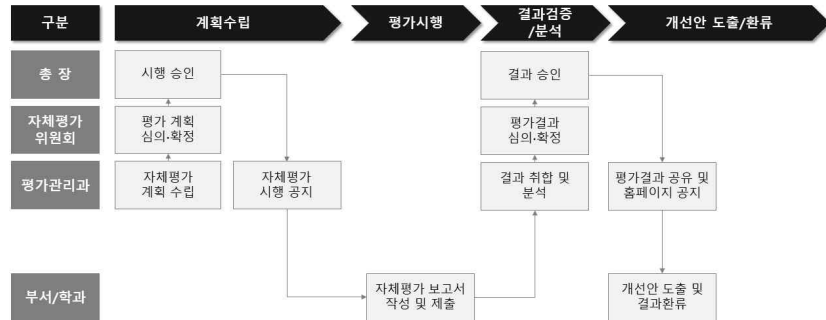 구분
계획수립
평가시행
결과검증
/분석
개선안 도출/환류
총 장
시행 승인
결과 승인
자체평가
위원회
평가 계획
심의·확정
평가결과
심의·확정
평가관리과
자체평가
계획 수립
자체평가
시행 공지
결과 취합 및
분석
평가결과 공유 및
홈페이지 공지
부서/학과
자체평가 보고서
작성 및 제출
개선안 도출 및
결과환류